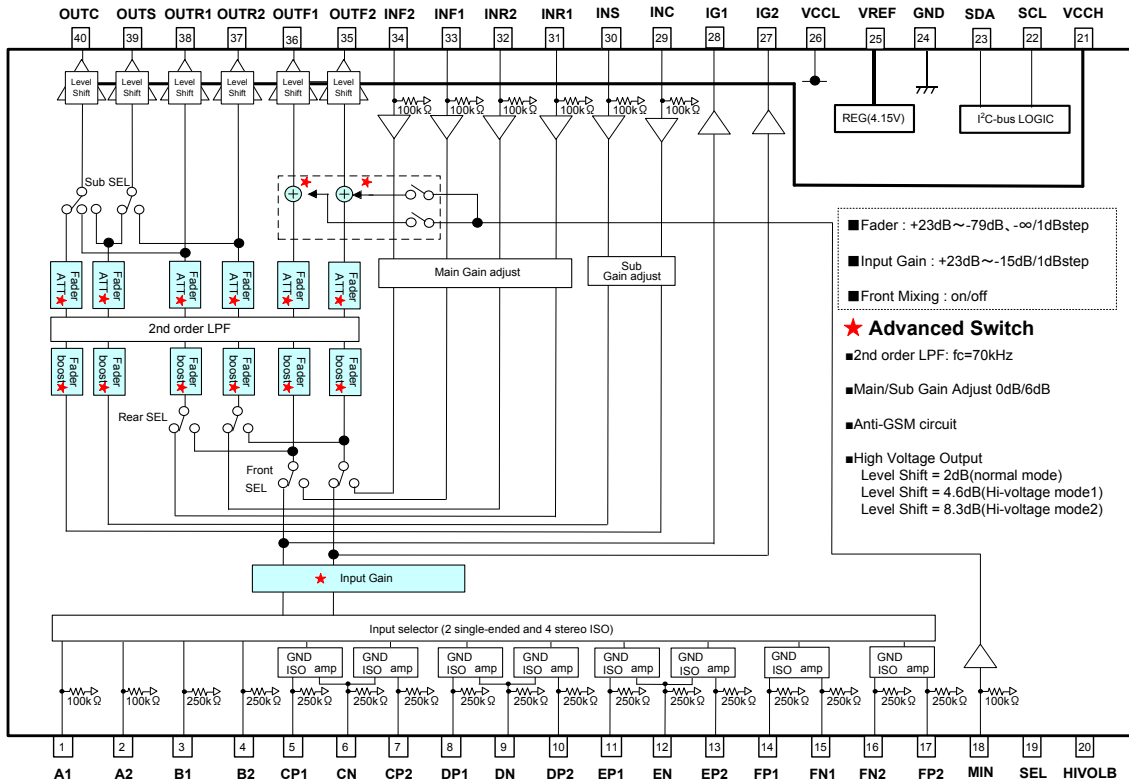 OUTC OUTS OUTR1 OUTR2 OUTF1 OUTF2 INF2 INF1 INR2 INR1 INS INC IG1 IG2 VCCL VREF GND SDA SCL VCCH
40 39 38 37 36 35 34 33 32 31 30 29 28 27 26 25 24 23 22 21
Level Shift
Level Shift
Level Shift
Level Shift
Level Shift
Level Shift
100kΩ 100kΩ 100kΩ 100kΩ 100kΩ 100kΩ
REG(4.15V)
I²C-bus LOGIC
Sub SEL
Fader ATT
Fader ATT
Fader ATT
Fader ATT
Fader ATT
Fader ATT
Main Gain adjust
Sub
Gain adjust
2nd order LPF
Fader boost
Fader boost
Fader boost
Fader boost
Fader boost
Fader boost
Rear SEL
Front
SEL
■Fader : +23dB～-79dB、-∞/1dBstep
■Input Gain : +23dB～-15dB/1dBstep
■Front Mixing : on/off
★ Advanced Switch
■2nd order LPF: fc=70kHz
■Main/Sub Gain Adjust 0dB/6dB
■Anti-GSM circuit
■High Voltage Output
Level Shift = 2dB(normal mode)
Level Shift = 4.6dB(Hi-voltage mode1)
Level Shift = 8.3dB(Hi-voltage mode2)
★ Input Gain
Input selector (2 single-ended and 4 stereo ISO)
GND ISO amp
GND ISO amp
GND ISO amp
GND ISO amp
GND ISO amp
GND ISO amp
GND ISO amp
GND ISO amp
100kΩ 100kΩ 250kΩ 250kΩ 250kΩ 250kΩ 250kΩ 250kΩ 250kΩ 250kΩ 250kΩ 250kΩ 250kΩ 250kΩ 250kΩ 250kΩ 250kΩ 100kΩ
1 2 3 4 5 6 7 8 9 10 11 12 13 14 15 16 17 18 19 20
A1 A2 B1 B2 CP1 CN CP2 DP1 DN DP2 EP1 EN EP2 FP1 FN1 FN2 FP2 MIN SEL HIVOLB